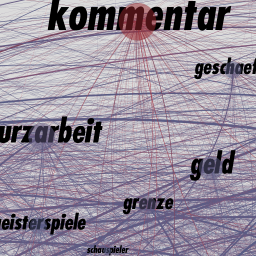 kommentar
geschaef
urzarbeit
geld
grenze
eisterspiele
schauspieler